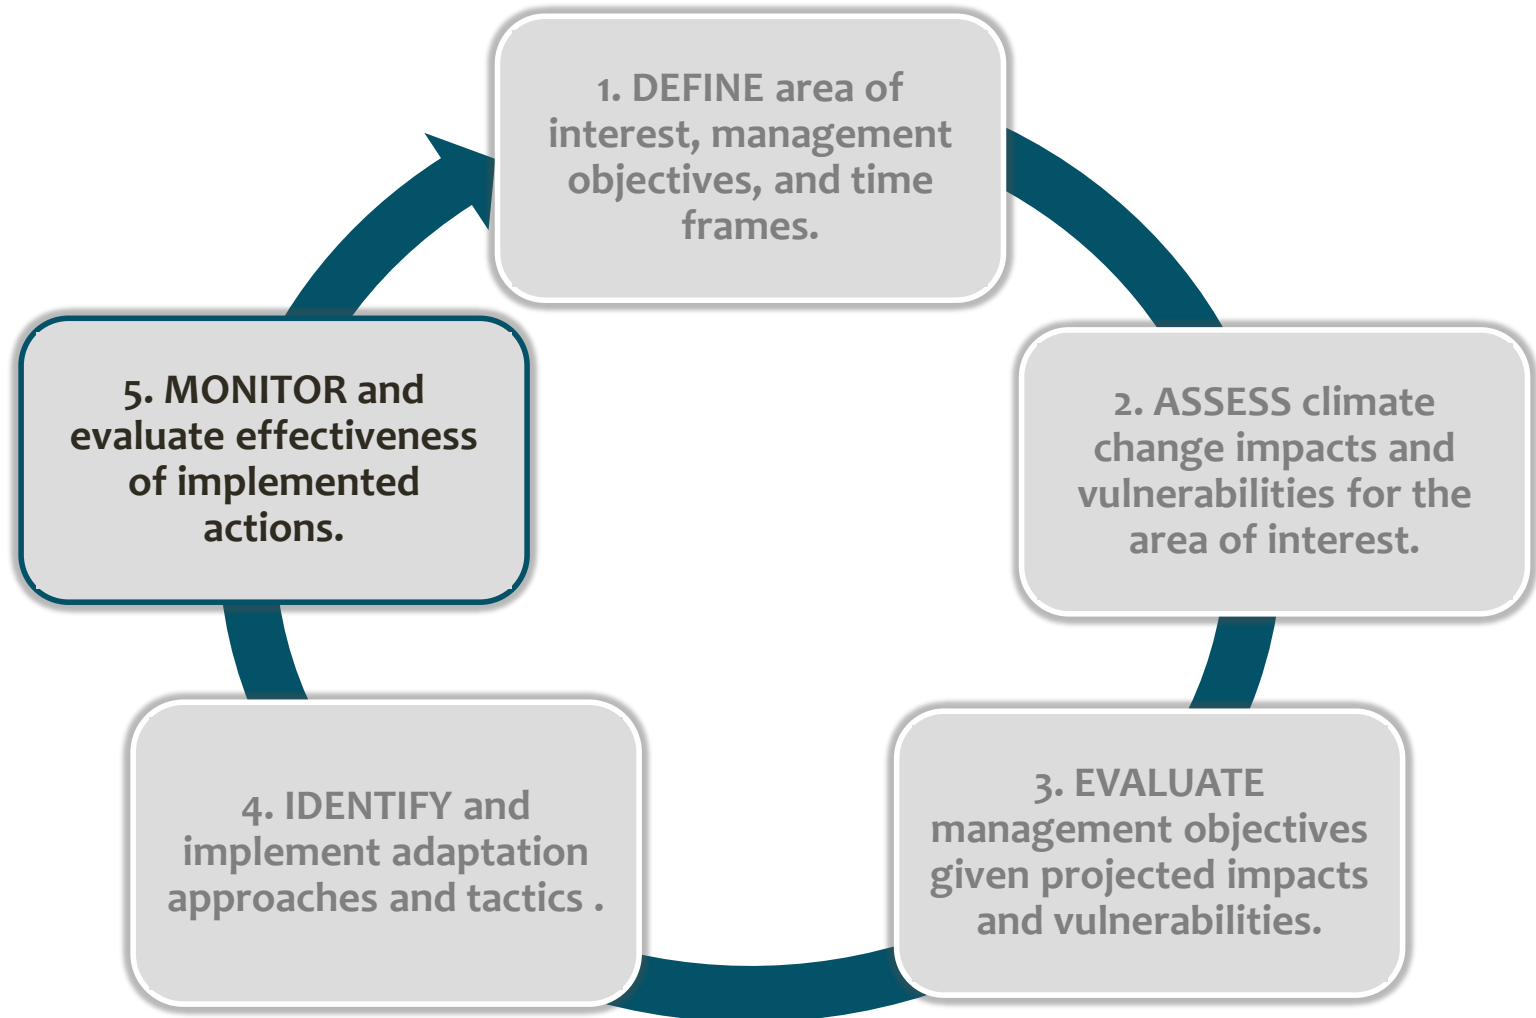 1. DEFINE area of
interest, management
objectives, and time
frames.
2. ASSESS climate
change impacts and
vulnerabilities for the
area of interest.
3. EVALUATE
management objectives
given projected impacts
and vulnerabilities.
4. IDENTIFY and
implement adaptation
approaches and tactics .
5. MONITOR and
evaluate effectiveness
of implemented
actions.